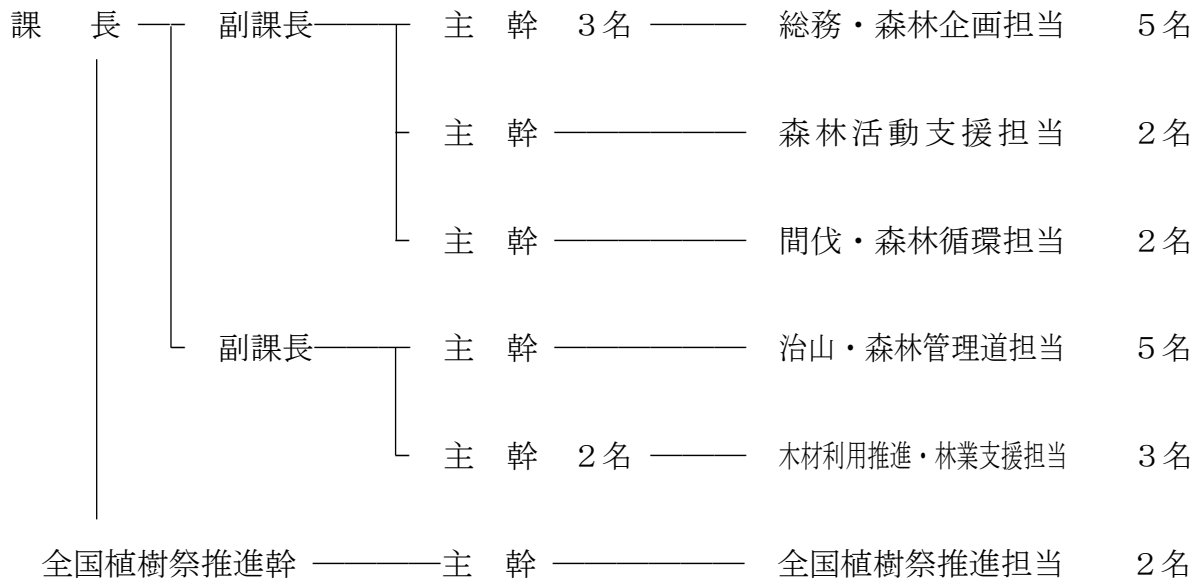 課　長　副課長　主　幹　３名　総務・森林企画担当　５名
主　幹　森林活動支援担当　２名
主　幹　間伐・森林循環担当　２名
副課長　主　幹　治山・森林管理道担当　５名
主　幹　２名　木材利用推進・林業支援担当　３名
全国植樹祭推進幹　主　幹　全国植樹祭推進担当　２名